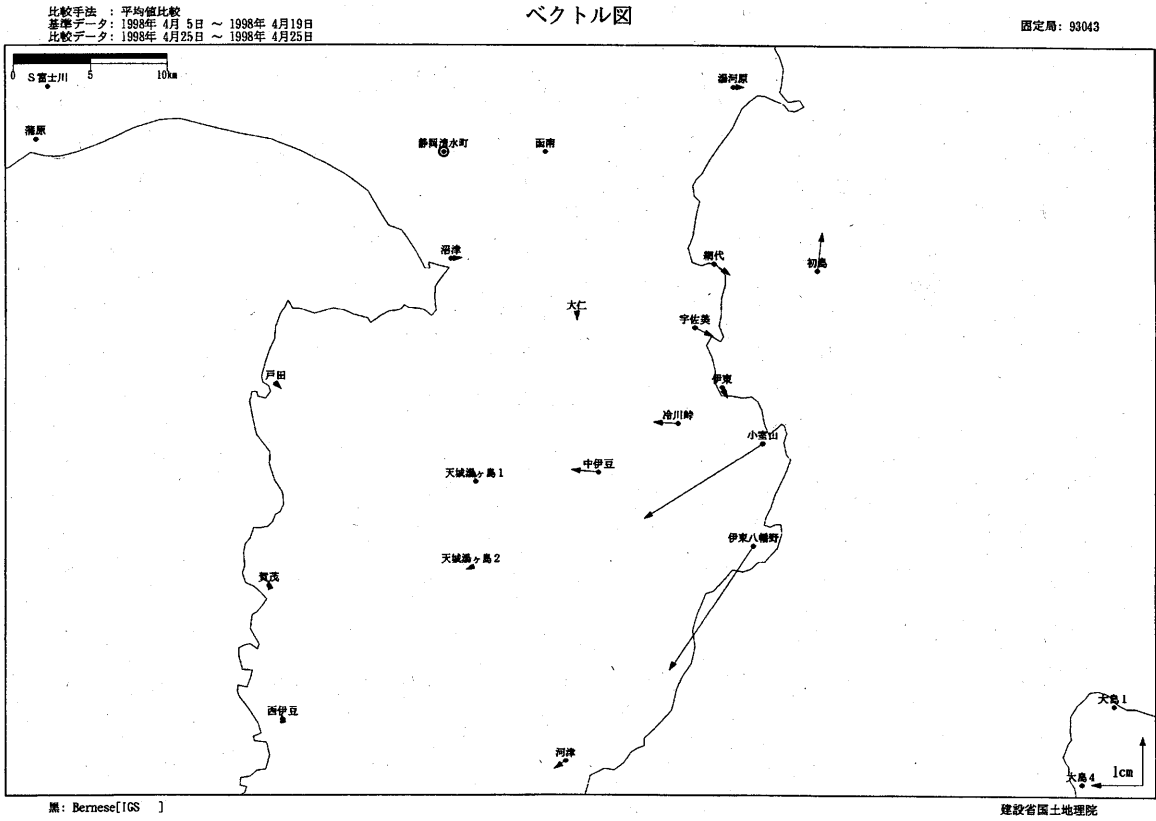 ベクトル図
比較手法 : 平均値比較
基準データ: 1998年 4月 5日 ～ 1998年 4月19日
比較データ: 1998年 4月25日 ～ 1998年 4月25日
固定局: 93043
0 5 10km
S富士川
湯河原
蒲原
静岡清水町
函南
沼津
網代
初島
大仁
宇佐美
戸田
伊東
冷川峠
小室山
中伊豆
天城湯ヶ島1
伊東八幡野
天城湯ヶ島2
賀茂
大島1
西伊豆
河津
大島4
1cm
黒: Bernese[IGS ]
建設省国土地理院